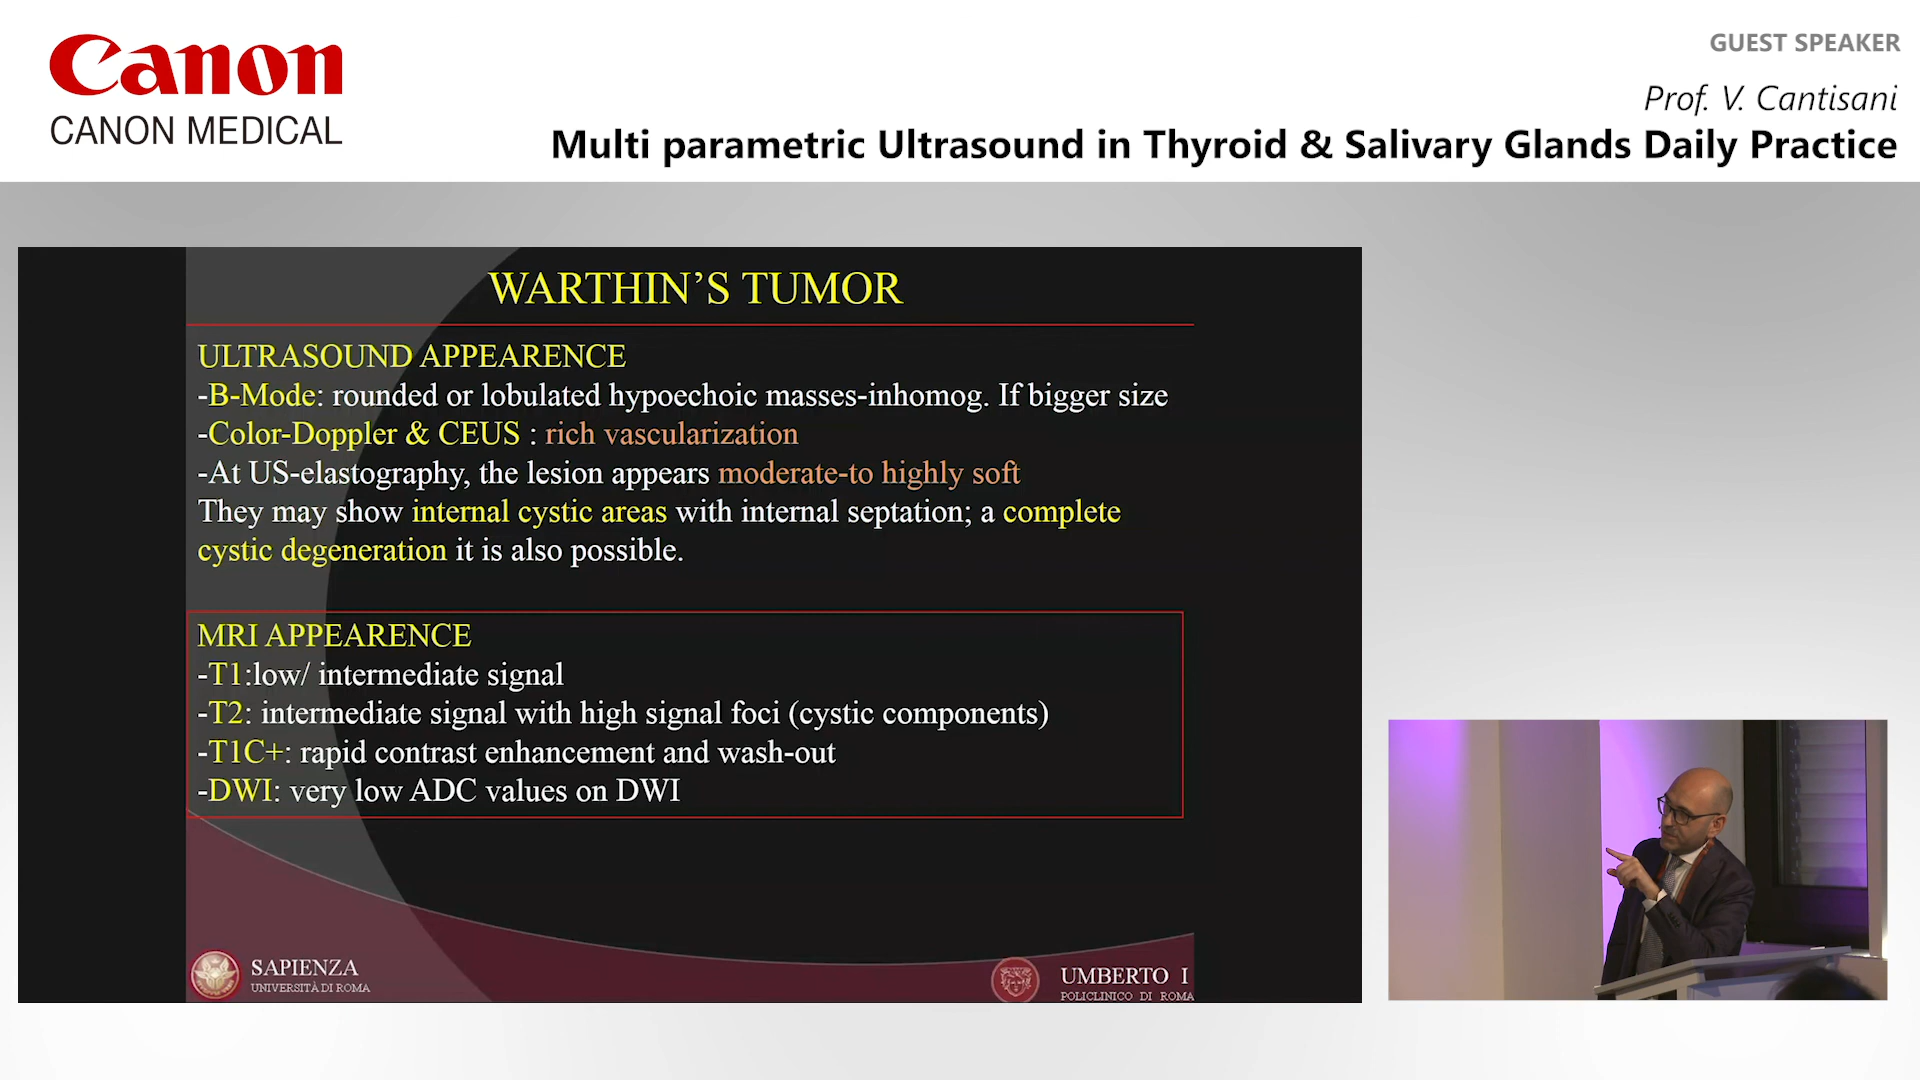 Canon
CANON MEDICAL
GUEST SPEAKER
Prof. V. Cantisani
Multi parametric Ultrasound in Thyroid & Salivary Glands Daily Practice
WARTHIN'S TUMOR
ULTRASOUND APPEARENCE
-B-Mode: rounded or lobulated hypoechoic masses-inhomog. If bigger size
-Color-Doppler & CEUS : rich vascularization
-At US-elastography, the lesion appears moderate-to highly soft
They may show internal cystic areas with internal septation; a complete
cystic degeneration it is also possible.
MRI APPEARENCE
-T1:low/ intermediate signal
-T2: intermediate signal with high signal foci (cystic components)
-T1C+: rapid contrast enhancement and wash-out
-DWI: very low ADC values on DWI
SAPIENZA
UNIVERSITÀ DI ROMA
UMBERTO I
POLICLINICO DI ROMA